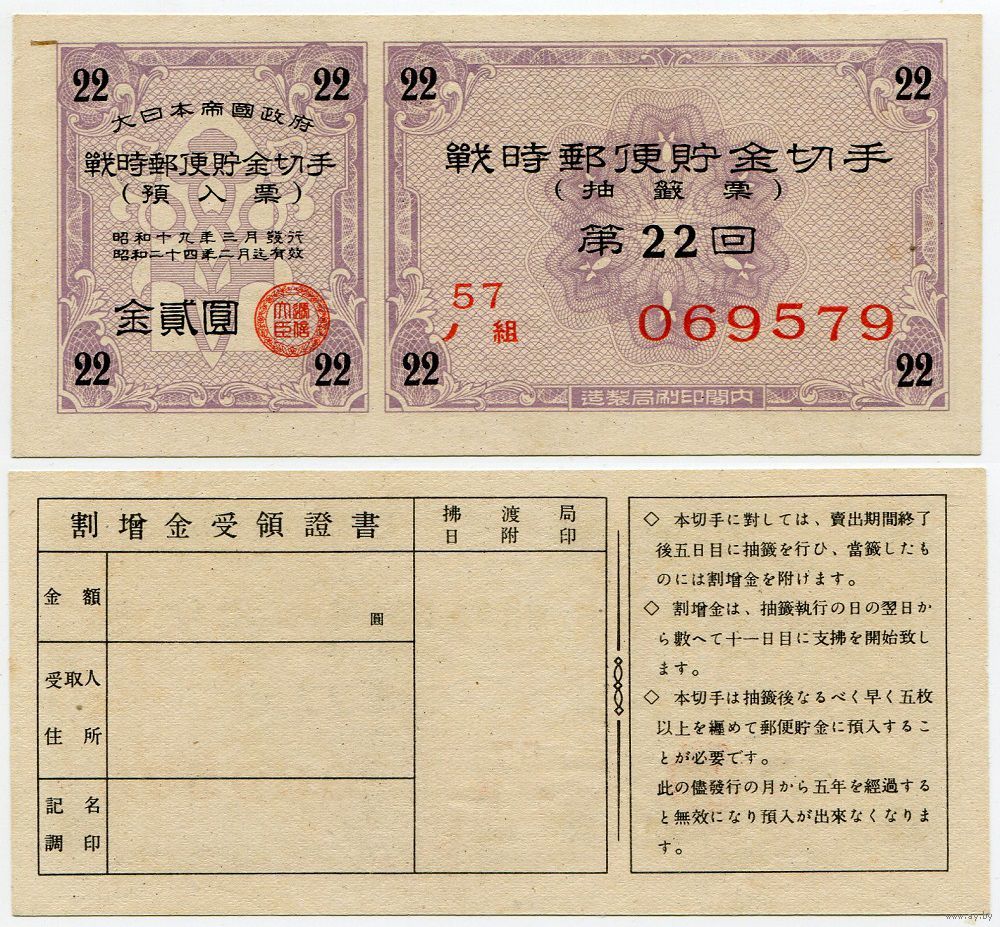 22
22
大日本帝國政府
戰時郵便貯金切手
(預入票)
昭和十九年三月發行
昭和二十四年二月迄有效
金貳圓
遞信大臣
22
22
22
22
戰時郵便貯金切手
(抽籤票)
第22回
57
ノ組
069579
22
22
內閣印刷局製造
割增金受領證書
金額
圓
受取人
住所
記名
調印
拂渡局
日附印
◇ 本切手に對しては、賣出期間終了
後五日目に抽籤を行ひ、當籤したも
のには割增金を附けます。
◇ 割增金は、抽籤執行の日の翌日か
ら數へて十一日目に支拂を開始致し
ます。
◇ 本切手は抽籤後なるべく早く五枚
以上を纏めて郵便貯金に預入するこ
とが必要です。
此の儘發行の月から五年を經過する
と無效になり預入が出來なくなりま
す。
www.ay.by